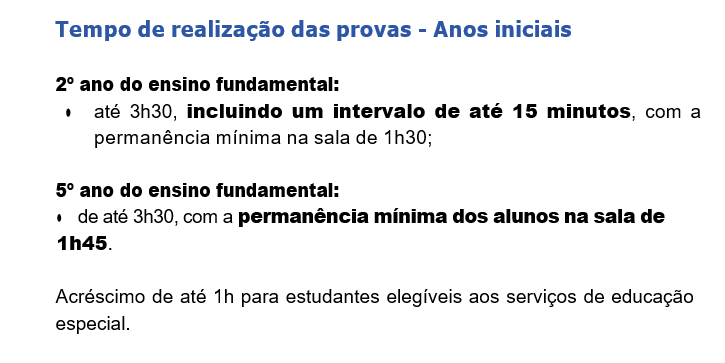 Tempo de realização das provas - Anos iniciais
2º ano do ensino fundamental:
• até 3h30, incluindo um intervalo de até 15 minutos, com a
permanência mínima na sala de 1h30;
5º ano do ensino fundamental:
• de até 3h30, com a permanência mínima dos alunos na sala de
1h45.
Acréscimo de até 1h para estudantes elegíveis aos serviços de educação
especial.